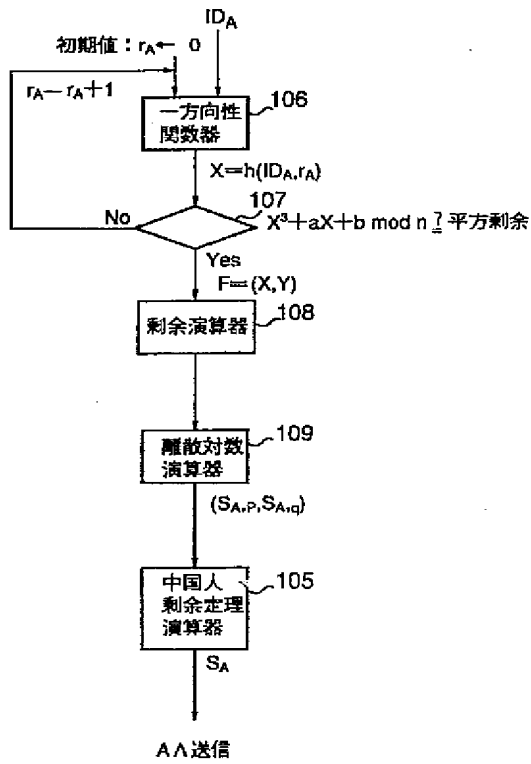 ID_A
初期値：r_A← 0
r_A←r_A+1
106
一方向性
関数器
X=h(ID_A,r_A)
107
No
X³+aX+b mod n ≟ 平方剰余
Yes
F=(X,Y)
剰余演算器
108
109
離散対数
演算器
(S_A,p,S_A,q)
中国人
剰余定理
演算器
105
S_A
A∧送信